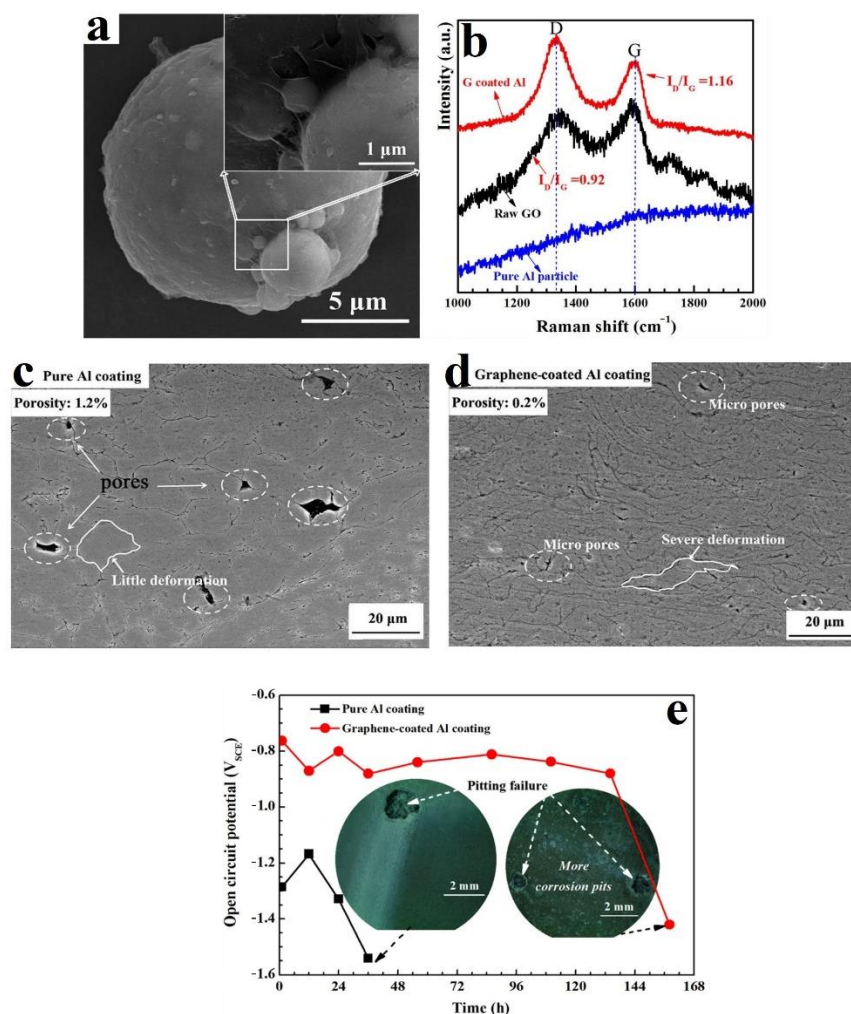 a
1 μm
5 μm
b
D
G
G coated Al
I_D/I_G =1.16
I_D/I_G =0.92
Raw GO
Pure Al particle
Intensity (a.u.)
1000 1200 1400 1600 1800 2000
Raman shift (cm⁻¹)
c Pure Al coating
Porosity: 1.2%
pores
Little deformation
20 μm
d Graphene-coated Al coating
Porosity: 0.2%
Micro pores
Micro pores
Severe deformation
20 μm
e
Pure Al coating
Graphene-coated Al coating
Pitting failure
More
corrosion pits
2 mm
2 mm
Open circuit potential (V_SCE)
-0.6
-0.8
-1.0
-1.2
-1.4
-1.6
0 24 48 72 96 120 144 168
Time (h)